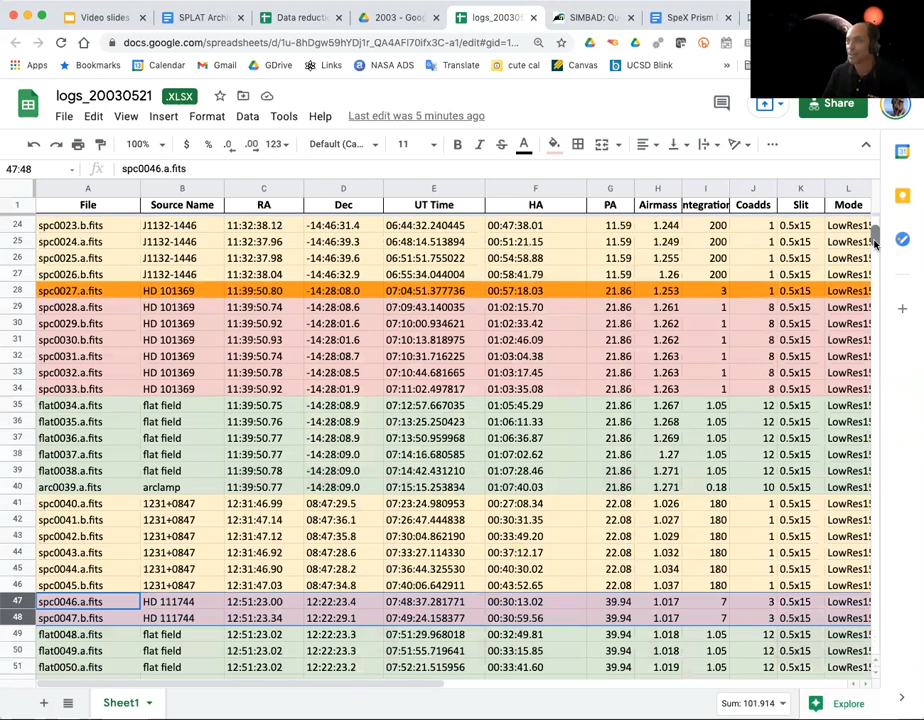 Video slides
SPLAT Archi
Data reducti
2003 - Goog
logs_200305
SIMBAD: Qu
SpeX Prism
docs.google.com/spreadsheets/d/1u-8hDgw59hYDj1r_QA4AFI70ifx3C-a1/edit#gid=1...
Apps Bookmarks Calendar Gmail GDrive Links NASA ADS Translate cute cal Canvas UCSD Blink »
logs_20030521 .XLSX
File Edit View Insert Format Data Tools Help Last edit was 5 minutes ago
Share
100% $ % .0 .00 123 Default (Ca... 11 B I S A
47:48 fx spc0046.a.fits
A B C D E F G H I J K L
1 File Source Name RA Dec UT Time HA PA Airmass Integration Coadds Slit Mode
24 spc0023.b.fits J1132-1446 11:32:38.12 -14:46:31.4 06:44:32.240445 00:47:38.01 11.59 1.244 200 1 0.5x15 LowRes15
25 spc0024.a.fits J1132-1446 11:32:37.96 -14:46:29.3 06:48:14.513894 00:51:21.15 11.59 1.249 200 1 0.5x15 LowRes15
26 spc0025.a.fits J1132-1446 11:32:37.98 -14:46:29.6 06:51:51.755022 00:54:58.88 11.59 1.255 200 1 0.5x15 LowRes15
27 spc0026.b.fits J1132-1446 11:32:38.04 -14:46:32.9 06:55:34.044004 00:58:41.79 11.59 1.26 200 1 0.5x15 LowRes15
28 spc0027.a.fits HD 101369 11:39:50.80 -14:28:08.0 07:04:51.377736 00:57:18.03 21.86 1.253 3 1 0.5x15 LowRes15
29 spc0028.a.fits HD 101369 11:39:50.74 -14:28:08.6 07:09:43.140035 01:02:15.70 21.86 1.261 1 8 0.5x15 LowRes15
30 spc0029.b.fits HD 101369 11:39:50.92 -14:28:01.6 07:10:00.934621 01:02:33.42 21.86 1.262 1 8 0.5x15 LowRes15
31 spc0030.b.fits HD 101369 11:39:50.93 -14:28:01.6 07:10:13.818975 01:02:46.09 21.86 1.262 1 8 0.5x15 LowRes15
32 spc0031.a.fits HD 101369 11:39:50.74 -14:28:08.7 07:10:31.716225 01:03:04.38 21.86 1.263 1 8 0.5x15 LowRes15
33 spc0032.a.fits HD 101369 11:39:50.78 -14:28:08.5 07:10:44.681665 01:03:17.45 21.86 1.263 1 8 0.5x15 LowRes15
34 spc0033.b.fits HD 101369 11:39:50.92 -14:28:01.9 07:11:02.497817 01:03:35.08 21.86 1.263 1 8 0.5x15 LowRes15
35 flat0034.a.fits flat field 11:39:50.75 -14:28:08.9 07:12:57.667035 01:05:45.29 21.86 1.267 1.05 12 0.5x15 LowRes15
36 flat0035.a.fits flat field 11:39:50.76 -14:28:08.9 07:13:25.250423 01:06:11.33 21.86 1.268 1.05 12 0.5x15 LowRes15
37 flat0036.a.fits flat field 11:39:50.77 -14:28:08.9 07:13:50.959968 01:06:36.87 21.86 1.269 1.05 12 0.5x15 LowRes15
38 flat0037.a.fits flat field 11:39:50.77 -14:28:09.0 07:14:16.680585 01:07:02.62 21.86 1.27 1.05 12 0.5x15 LowRes15
39 flat0038.a.fits flat field 11:39:50.78 -14:28:09.0 07:14:42.431210 01:07:28.46 21.86 1.271 1.05 12 0.5x15 LowRes15
40 arc0039.a.fits arclamp 11:39:50.77 -14:28:09.0 07:15:15.253834 01:07:40.03 21.86 1.271 0.18 10 0.5x15 LowRes15
41 spc0040.a.fits 1231+0847 12:31:46.99 08:47:29.5 07:23:24.980953 00:27:08.34 22.08 1.026 180 1 0.5x15 LowRes15
42 spc0041.b.fits 1231+0847 12:31:47.14 08:47:36.1 07:26:47.444838 00:30:31.35 22.08 1.027 180 1 0.5x15 LowRes15
43 spc0042.b.fits 1231+0847 12:31:47.12 08:47:35.8 07:30:04.862190 00:33:49.20 22.08 1.029 180 1 0.5x15 LowRes15
44 spc0043.a.fits 1231+0847 12:31:46.92 08:47:28.6 07:33:27.114330 00:37:12.17 22.08 1.032 180 1 0.5x15 LowRes15
45 spc0044.a.fits 1231+0847 12:31:46.93 08:47:28.2 07:36:44.325530 00:40:30.02 22.08 1.034 180 1 0.5x15 LowRes15
46 spc0045.b.fits 1231+0847 12:31:47.03 08:47:34.8 07:40:06.642911 00:43:52.65 22.08 1.037 180 1 0.5x15 LowRes15
47 spc0046.a.fits HD 111744 12:51:23.00 12:22:23.4 07:48:37.281771 00:30:13.02 39.94 1.017 7 3 0.5x15 LowRes15
48 spc0047.b.fits HD 111744 12:51:23.34 12:22:29.1 07:49:24.158377 00:30:59.56 39.94 1.017 7 3 0.5x15 LowRes15
49 flat0048.a.fits flat field 12:51:23.02 12:22:23.3 07:51:29.968018 00:32:49.81 39.94 1.018 1.05 12 0.5x15 LowRes15
50 flat0049.a.fits flat field 12:51:23.02 12:22:23.3 07:51:55.719641 00:33:15.85 39.94 1.018 1.05 12 0.5x15 LowRes15
51 flat0050.a.fits flat field 12:51:23.02 12:22:23.3 07:52:21.515956 00:33:41.60 39.94 1.019 1.05 12 0.5x15 LowRes15
Sheet1 Sum: 101.914 Explore